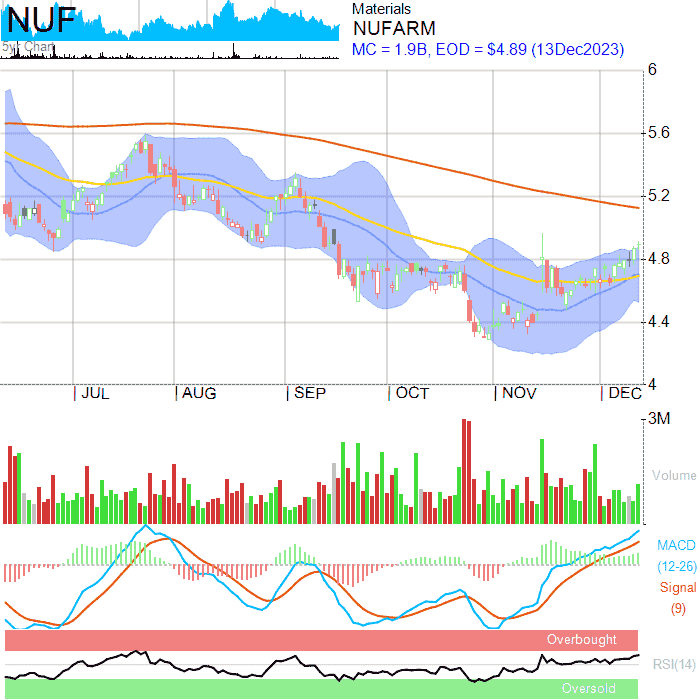 NUF
5yr Chart
Materials
NUFARM
MC = 1.9B, EOD = $4.89 (13Dec2023)
6
5.6
5.2
4.8
4.4
4
JUL AUG SEP OCT NOV DEC
3M
Volume
MACD
(12-26)
Signal
(9)
Overbought
RSI(14)
Oversold